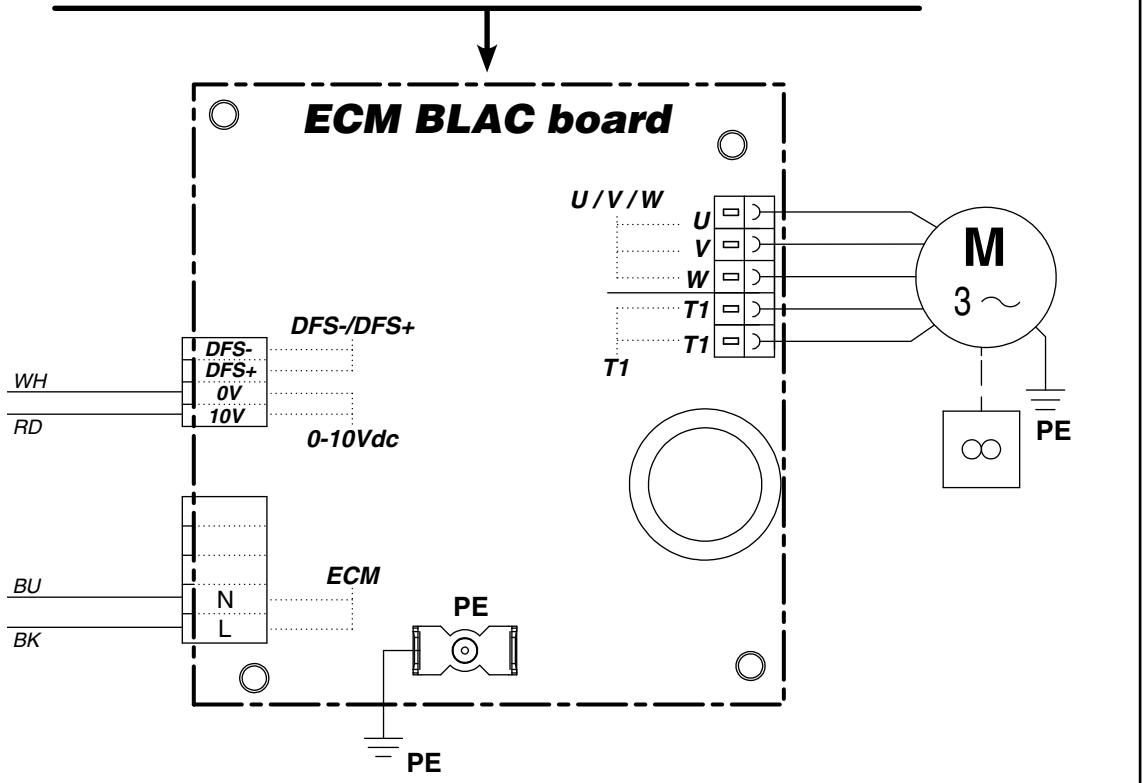 ECM BLAC board
U / V / W
U
V
W
T1
T1
T1
M
3
PE
DFS-/DFS+
DFS-
DFS+
0V
10V
WH
RD
0-10Vdc
ECM
BU
N
BK
L
PE
PE